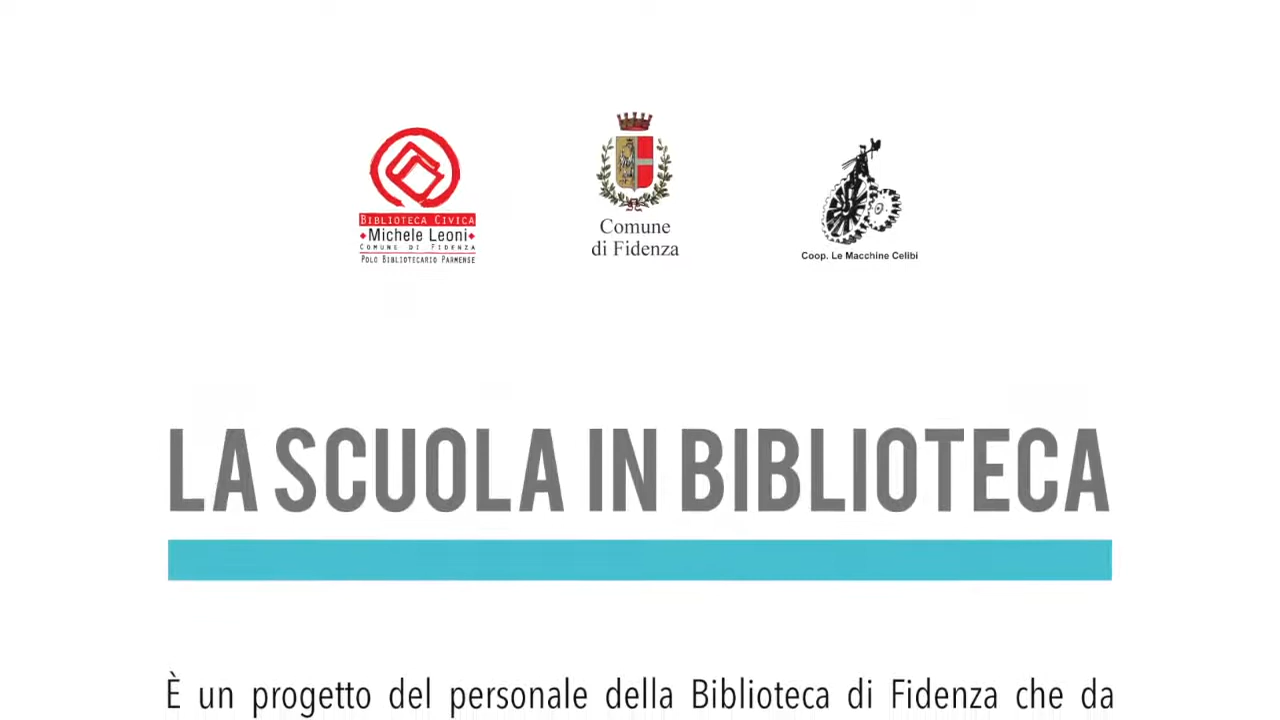 BIBLIOTECA CIVICA
Michele Leoni
COMUNE DI FIDENZA
POLO BIBLIOTECARIO PARMENSE
Comune
di Fidenza
Coop. Le Macchine Celibi
LA SCUOLA IN BIBLIOTECA
È un progetto del personale della Biblioteca di Fidenza che da